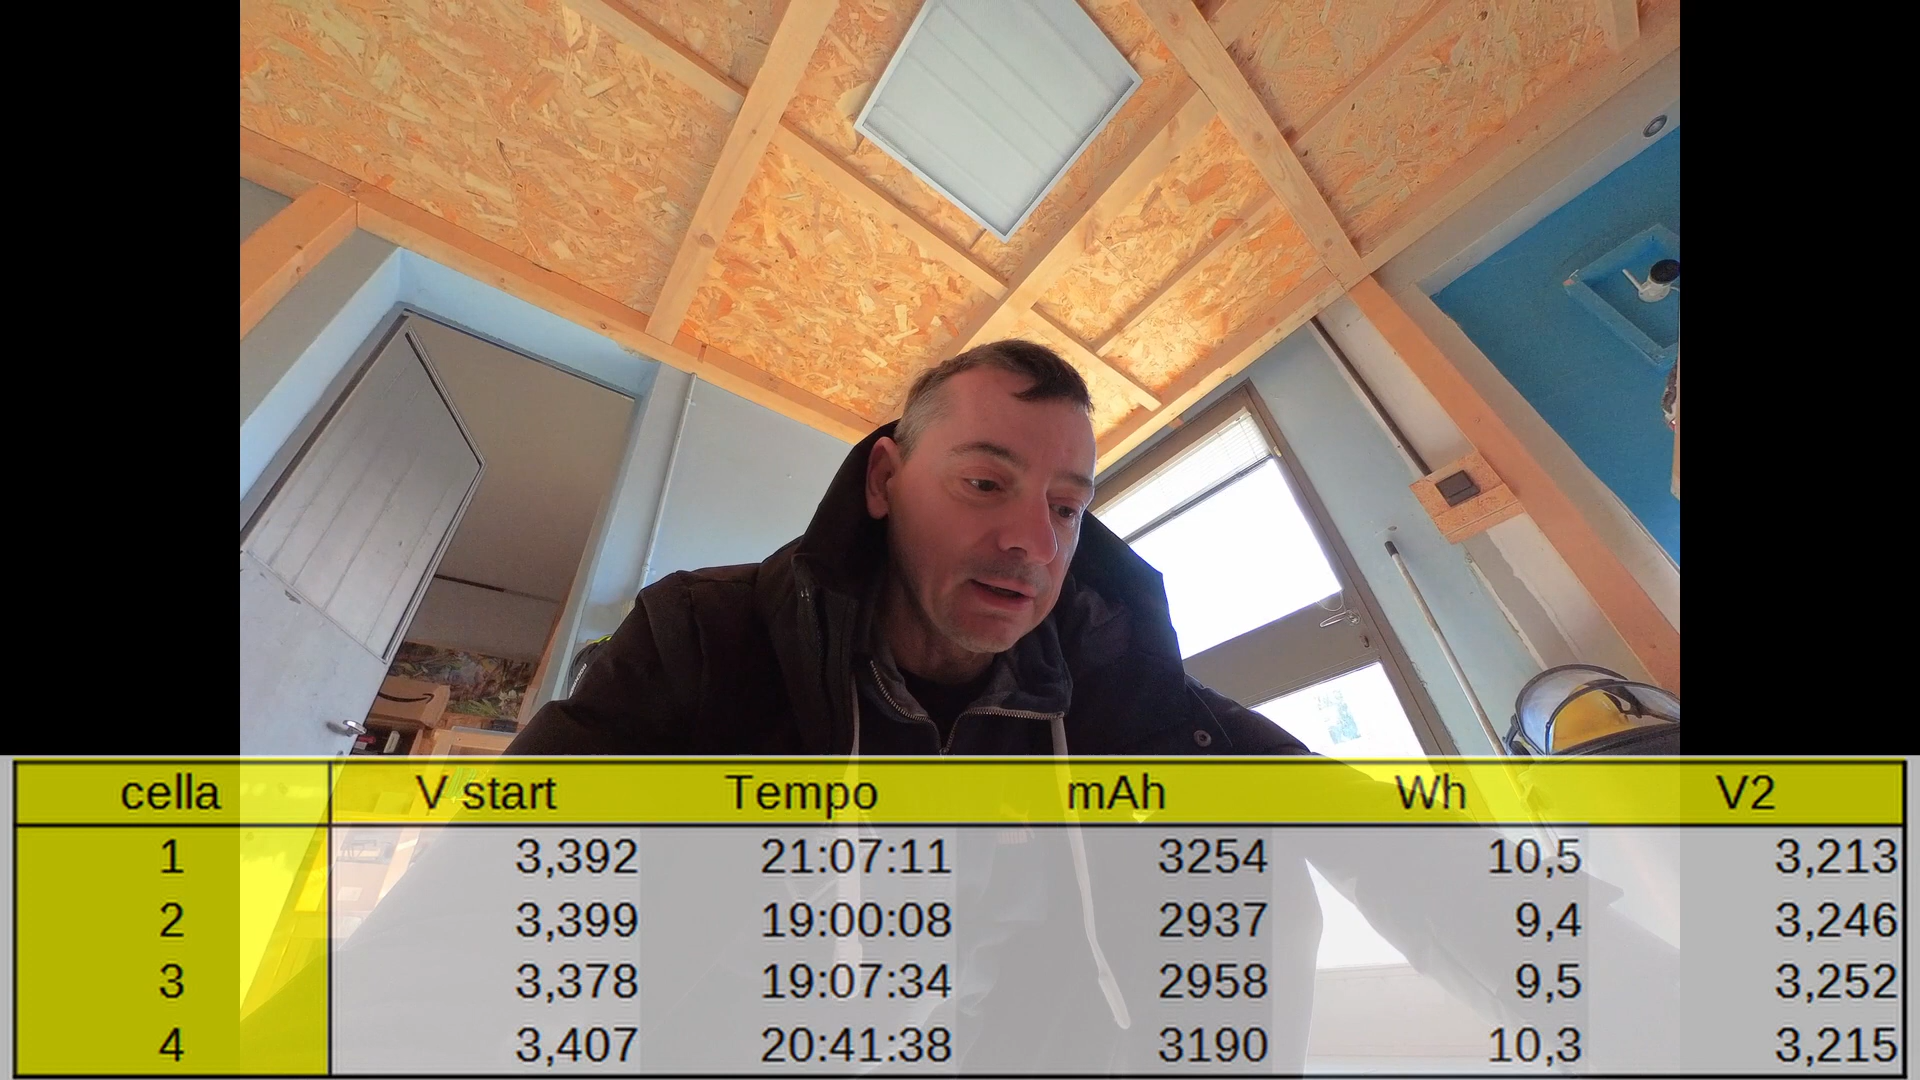 cella V start Tempo mAh Wh V2
1 3,392 21:07:11 3254 10,5 3,213
2 3,399 19:00:08 2937 9,4 3,246
3 3,378 19:07:34 2958 9,5 3,252
4 3,407 20:41:38 3190 10,3 3,215